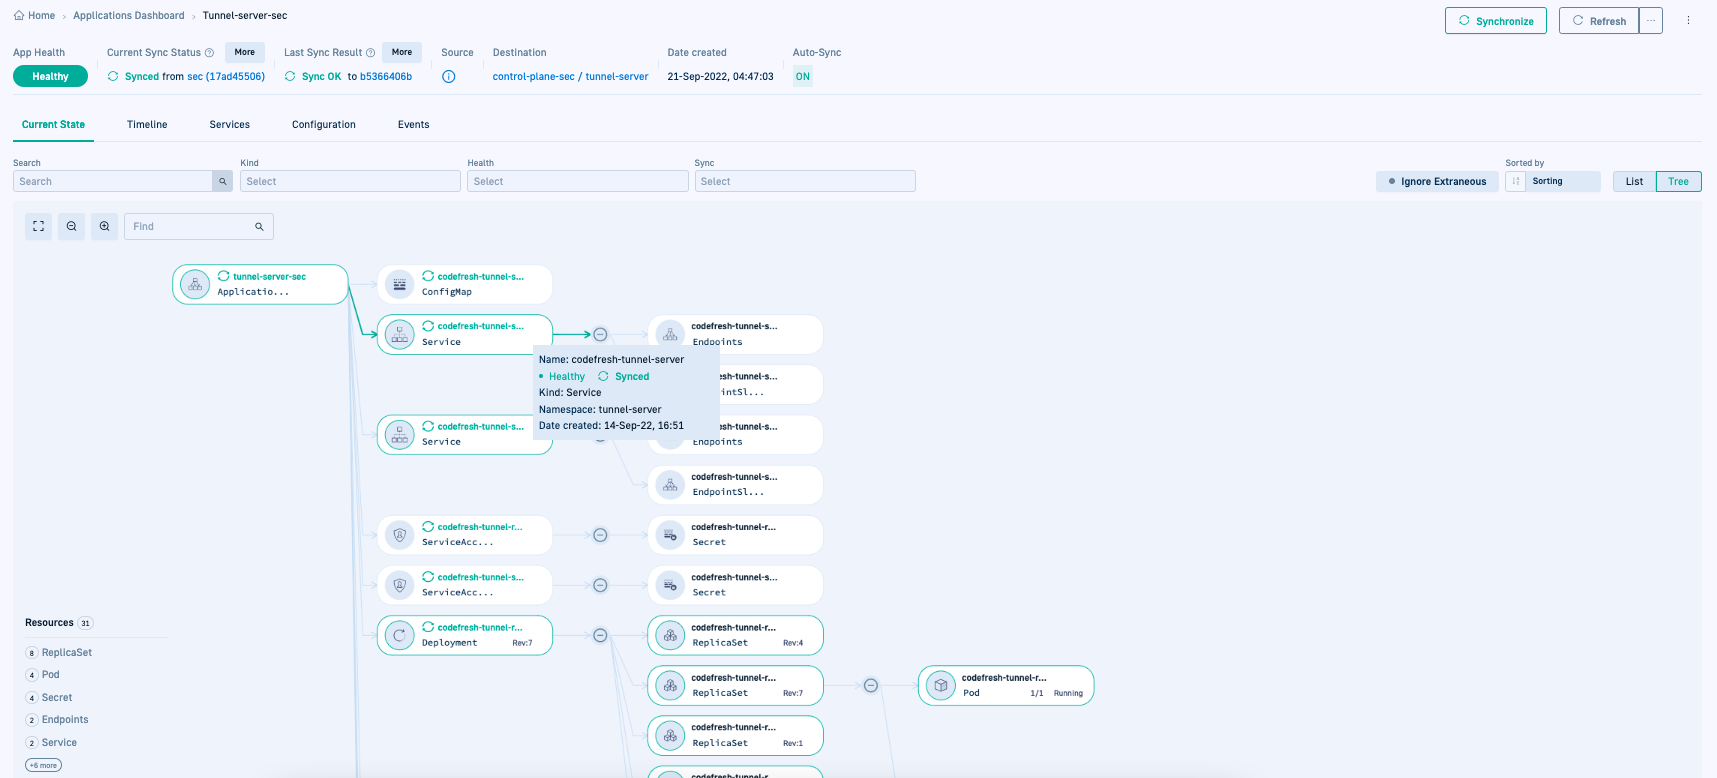 Home
Applications Dashboard
Tunnel-server-sec
Synchronize
Refresh
App Health
Current Sync Status
More
Last Sync Result
More
Source
Destination
Date created
Auto-Sync
Healthy
Synced from sec (17ad45506)
Sync OK to b5366406b
control-plane-sec / tunnel-server
21-Sep-2022, 04:47:03
ON
Current State
Timeline
Services
Configuration
Events
Search
Kind
Health
Sync
Sorted by
Search
Select
Select
Select
Ignore Extraneous
Sorting
List
Tree
Find
tunnel-server-sec
Applicatio...
codefresh-tunnel-s...
ConfigMap
codefresh-tunnel-s...
Service
codefresh-tunnel-s...
Endpoints
Name: codefresh-tunnel-server
Healthy
Synced
Kind: Service
Namespace: tunnel-server
Date created: 14-Sep-22, 16:51
fresh-tunnel-s...
intSl...
codefresh-tunnel-s...
Service
fresh-tunnel-s...
Endpoints
codefresh-tunnel-s...
EndpointSl...
codefresh-tunnel-r...
ServiceAcc...
codefresh-tunnel-r...
Secret
codefresh-tunnel-s...
ServiceAcc...
codefresh-tunnel-s...
Secret
codefresh-tunnel-r...
Deployment
Rev:7
codefresh-tunnel-r...
ReplicaSet
Rev:4
codefresh-tunnel-r...
ReplicaSet
Rev:7
codefresh-tunnel-r...
Pod
1/1
Running
codefresh-tunnel-r...
ReplicaSet
Rev:1
Resources 31
8 ReplicaSet
4 Pod
4 Secret
2 Endpoints
2 Service
+6 more